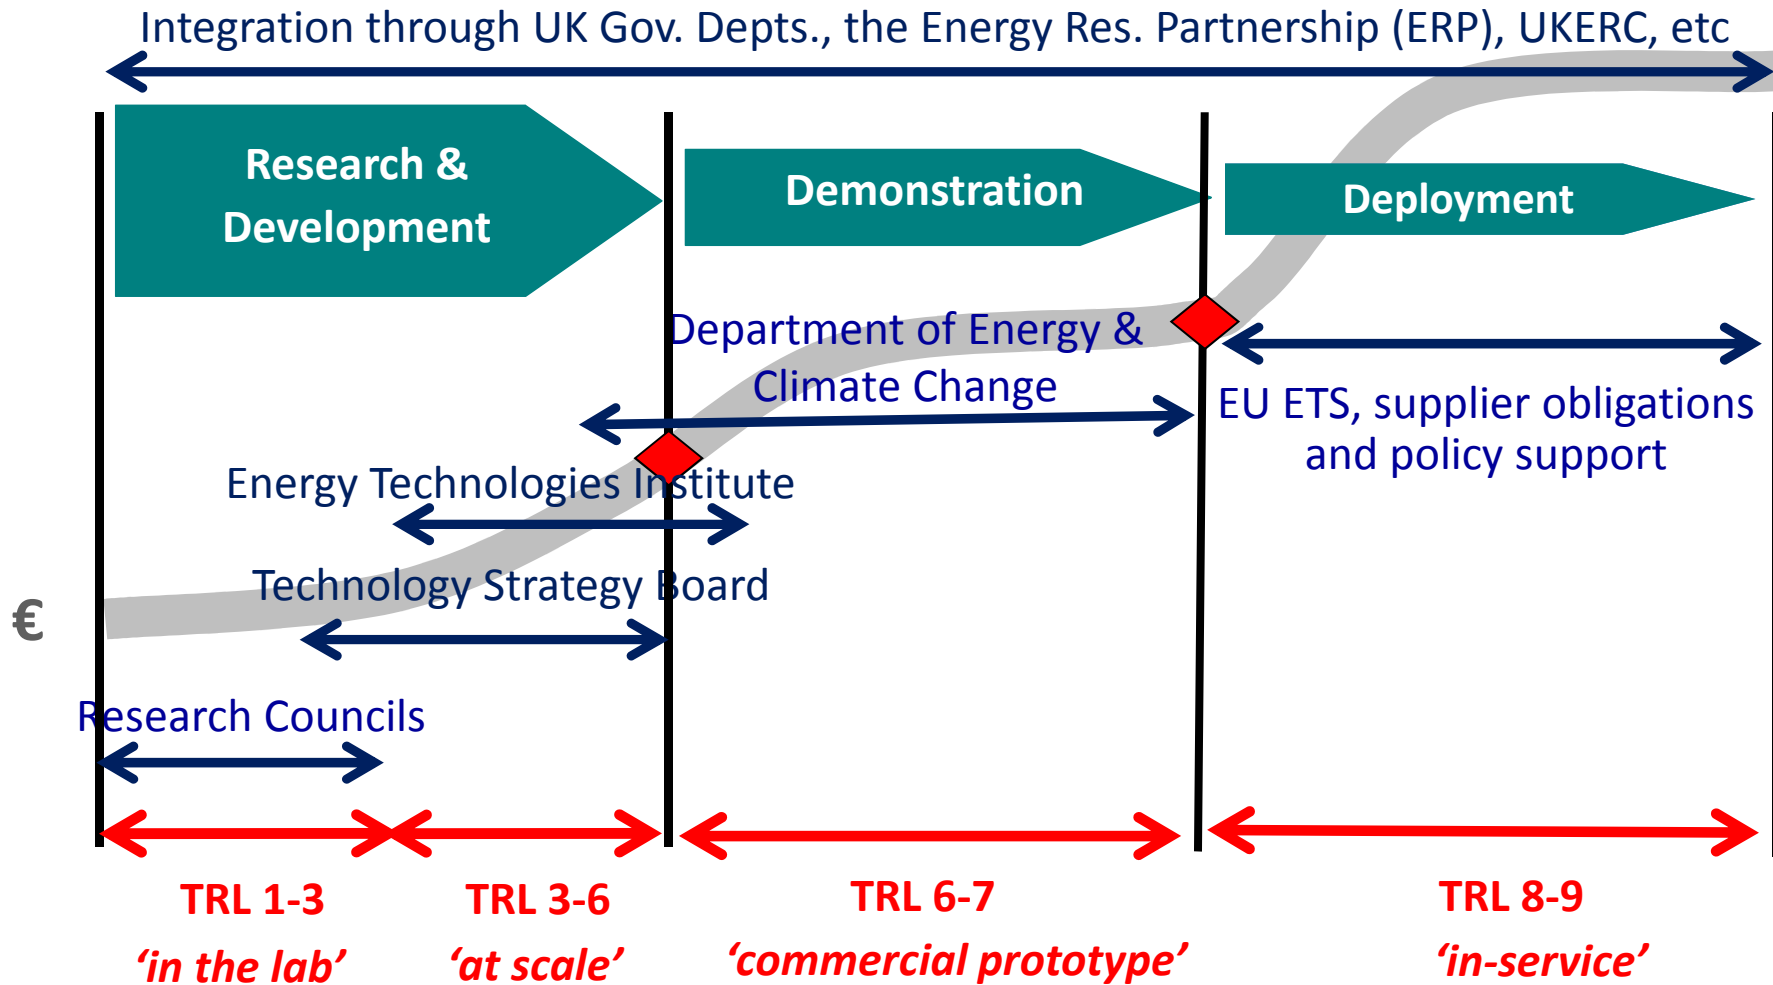 Integration through UK Gov. Depts., the Energy Res. Partnership (ERP), UKERC, etc
Research &
Development
Demonstration
Deployment
Department of Energy &
Climate Change
EU ETS, supplier obligations
and policy support
Energy Technologies Institute
Technology Strategy Board
€
Research Councils
TRL 1-3
‘in the lab’
TRL 3-6
‘at scale’
TRL 6-7
‘commercial prototype’
TRL 8-9
‘in-service’